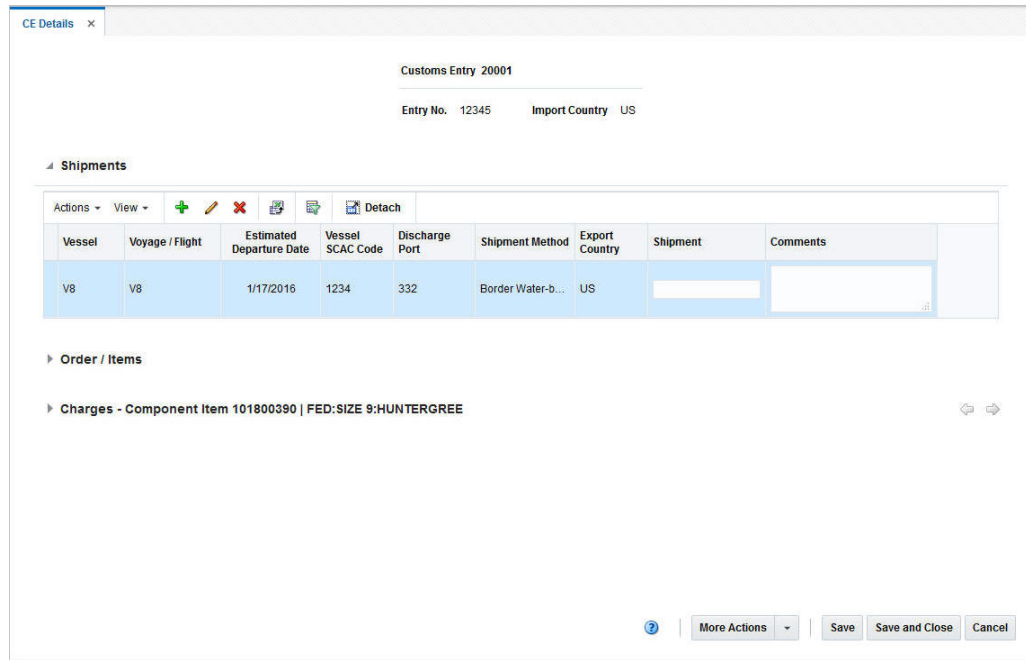 CE Details ×
Customs Entry 20001
Entry No. 12345 Import Country US
Shipments
Actions View Detach
Vessel Voyage / Flight Estimated Departure Date Vessel SCAC Code Discharge Port Shipment Method Export Country Shipment Comments
V8 V8 1/17/2016 1234 332 Border Water-b... US
Order / Items
Charges - Component Item 101800390 | FED:SIZE 9:HUNTERGREE
? More Actions Save Save and Close Cancel